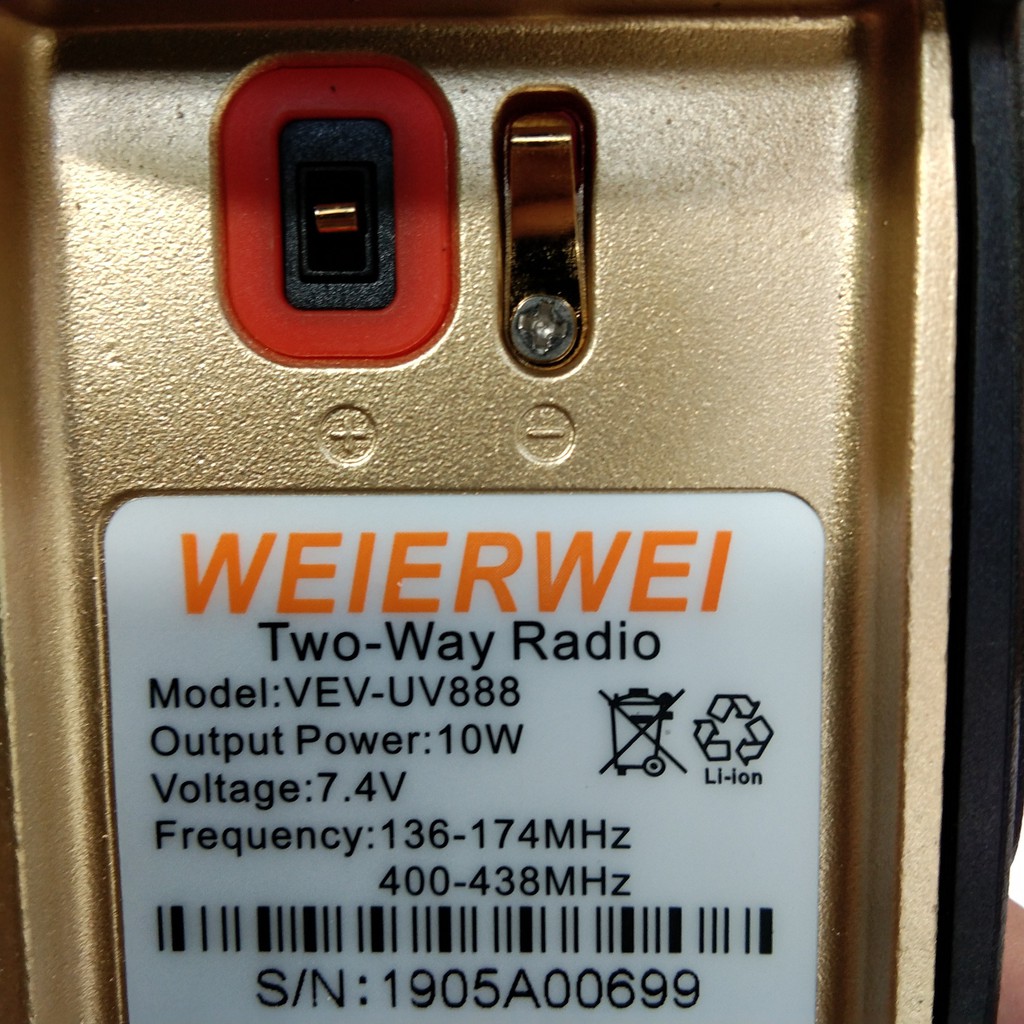 WEIERWEI
Two-Way Radio
Model:VEV-UV888
Output Power:10W
Voltage:7.4V
Li-ion
Frequency:136-174MHz
400-438MHz
S/N:1905A00699